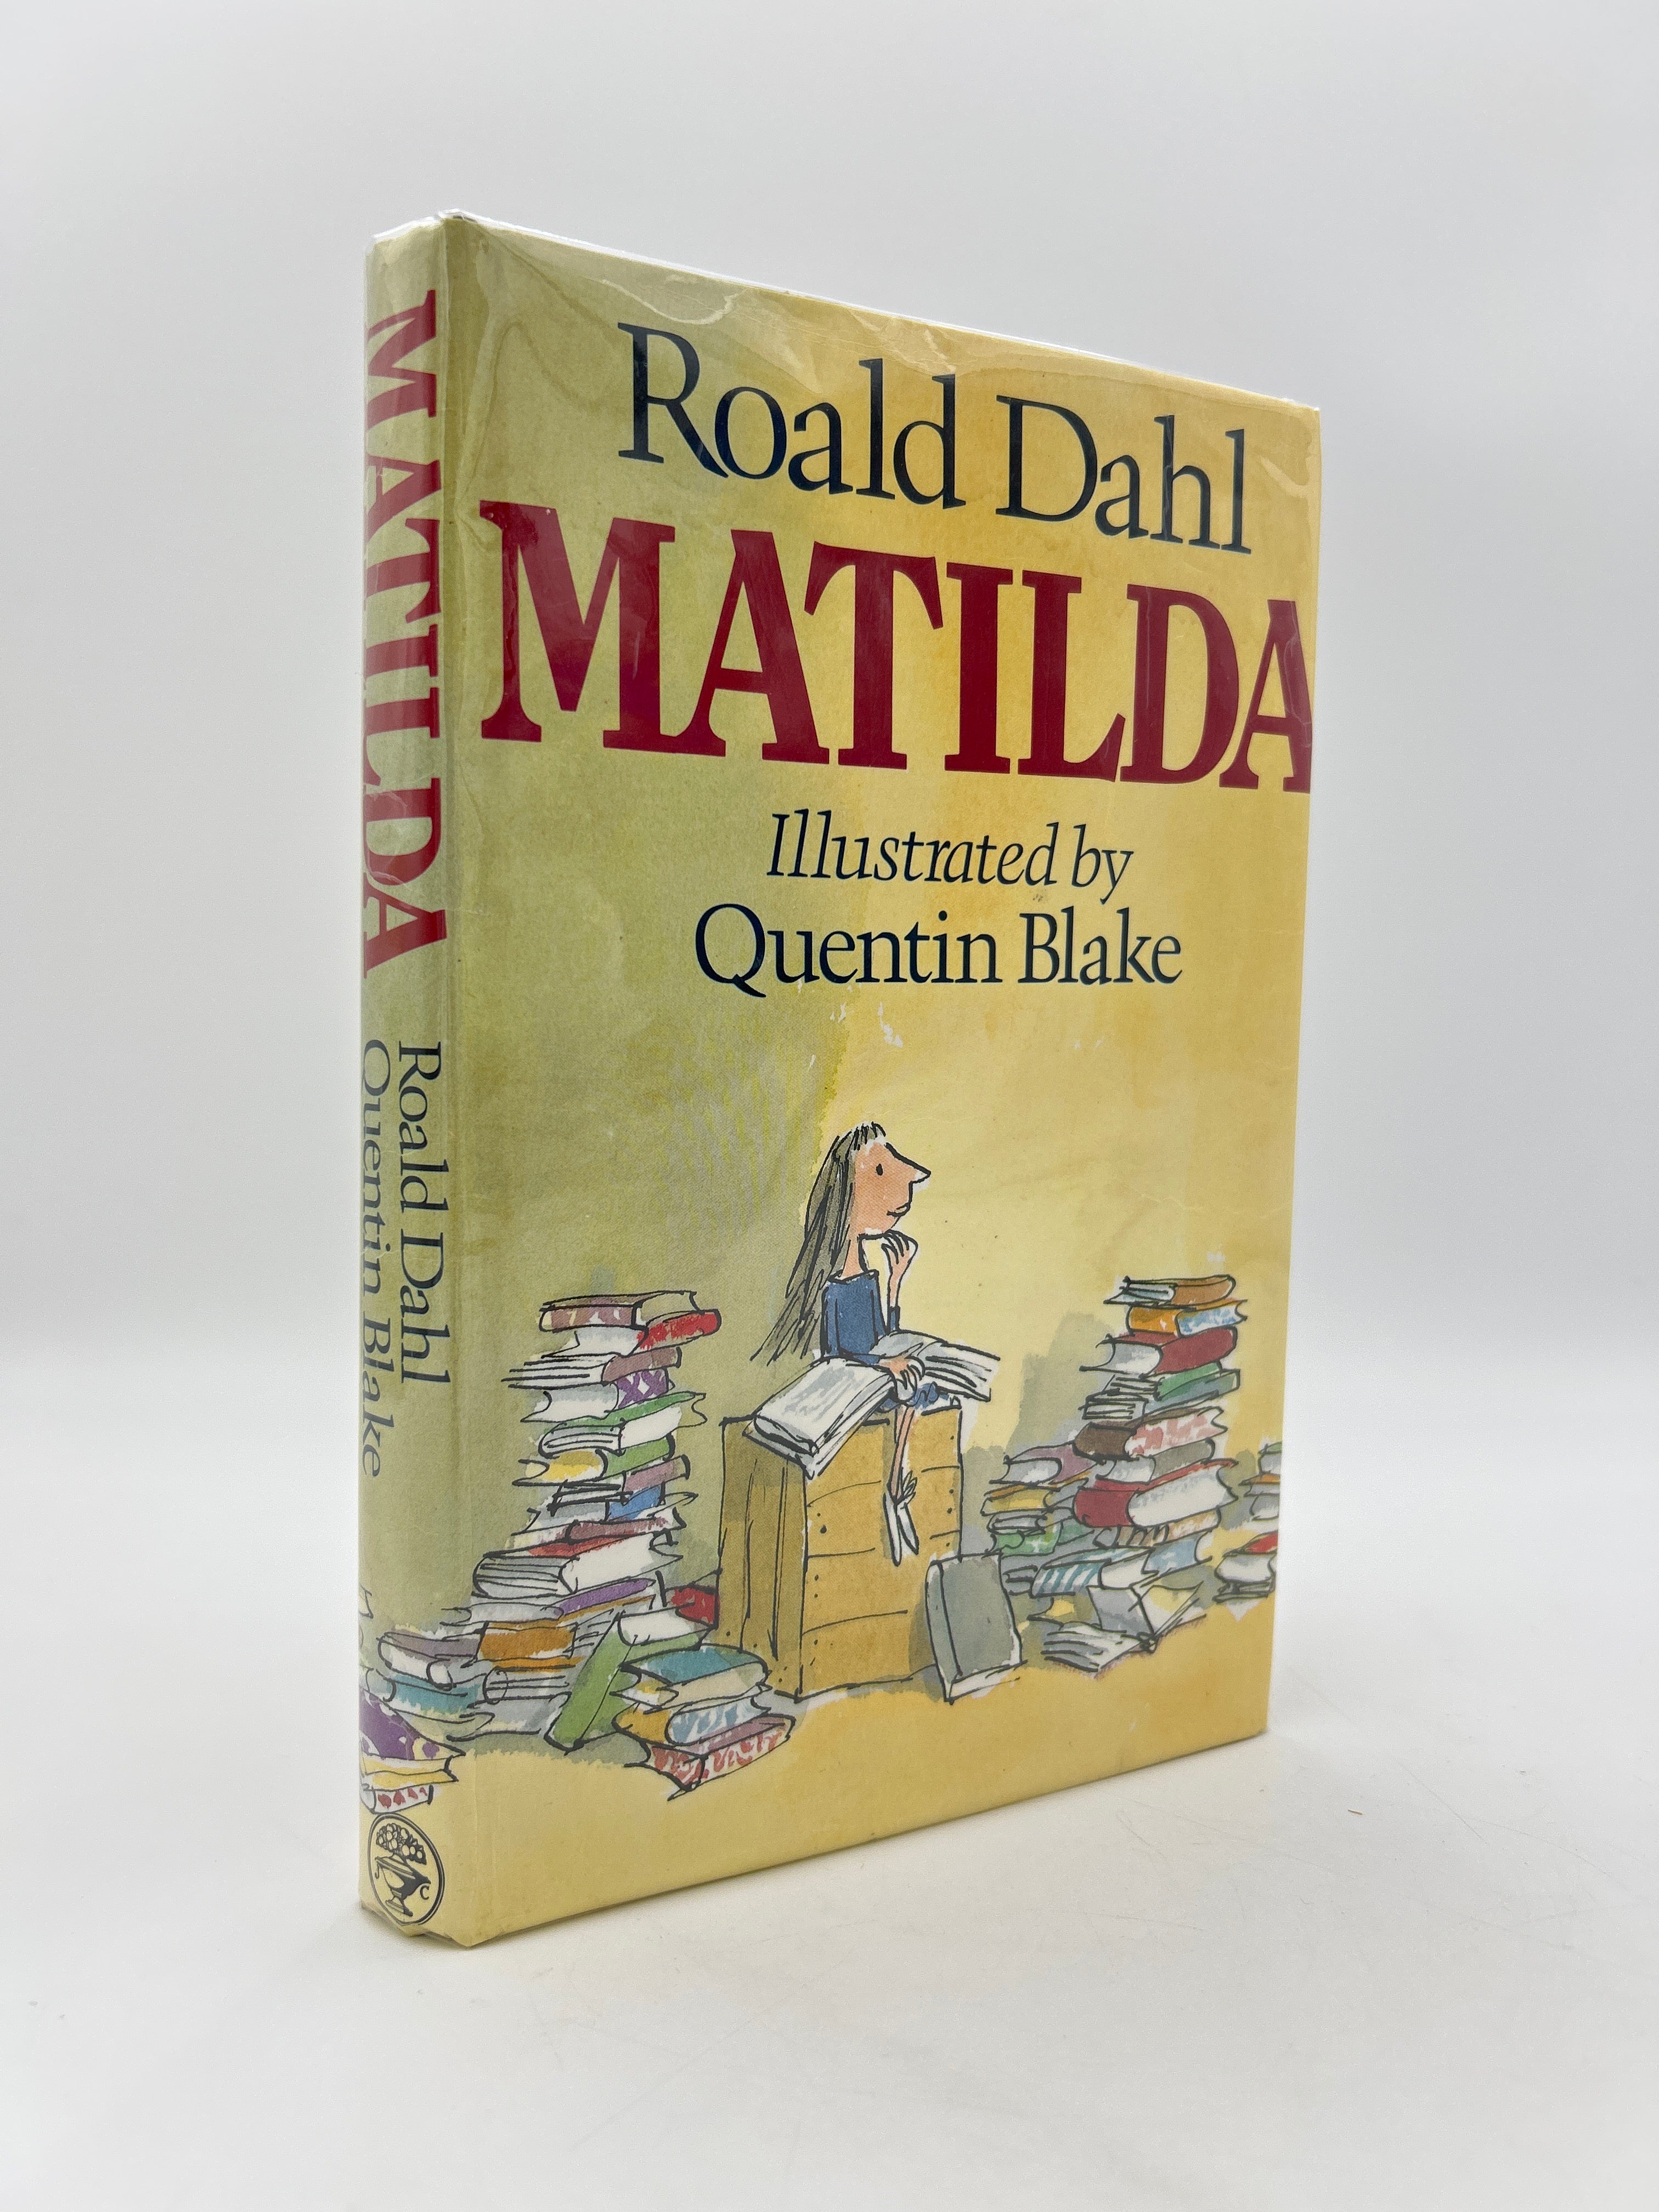 MATILDA
Roald Dahl
Quentin Blake
C
Roald Dahl
MATILDA
Illustrated by
Quentin Blake